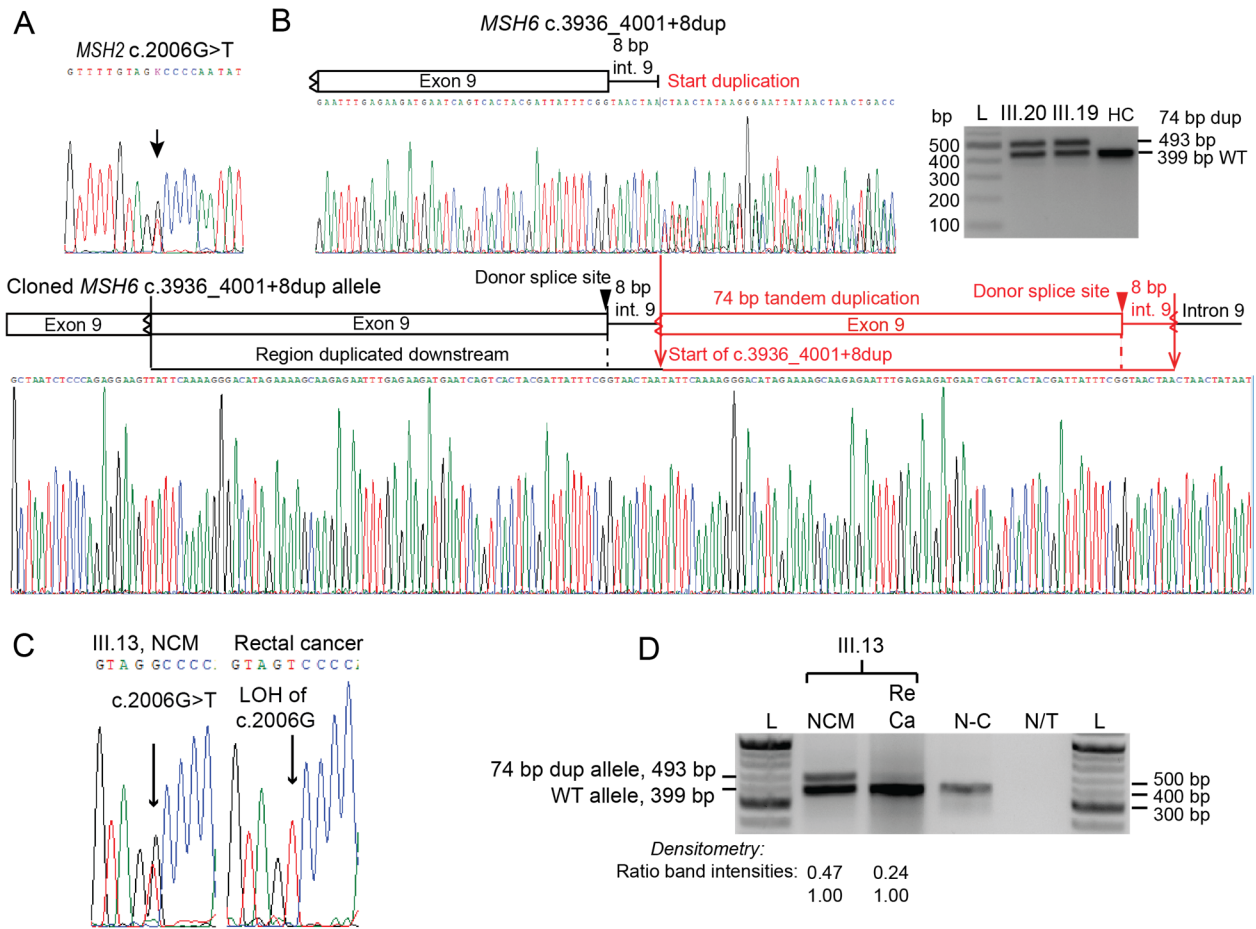 A
MSH2 c.2006G>T
GTTTTGTAGKCCCCAATAT
B
MSH6 c.3936_4001+8dup
8 bp
int. 9
Exon 9
Start duplication
GAATTTGAGAAGATGAATCAGTCACTACGATTATTTCGGTAACTAACTAACTATAAGGGAATTATAACTAACTGACC
bp L III.20 III.19 HC 74 bp dup
500
400
300
200
100
493 bp
399 bp WT
Cloned MSH6 c.3936_4001+8dup allele
Donor splice site
8 bp
int. 9
74 bp tandem duplication
Donor splice site
8 bp
int. 9
Intron 9
Exon 9
Exon 9
Exon 9
Region duplicated downstream
Start of c.3936_4001+8dup
GCTAATCTCCCAGAGGAAGTTATTCAAAAGGGACATAGAAAAGCAAGAGAATTTGAGAAGATGAATCAGTCACTACGATTATTTCGGTAACTAATATTCAAAAGGGACATAGAAAAGCAAGAGAATTTGAGAAGATGAATCAGTCACTACGATTATTTCGGTAACTAACTAACTATAAT
C
III.13, NCM
GTAGGCCCC.
c.2006G>T
Rectal cancer
GTAGTCCCC
LOH of
c.2006G
D
III.13
L NCM Re Ca N-C N/T L
74 bp dup allele, 493 bp
WT allele, 399 bp
500 bp
400 bp
300 bp
Densitometry:
Ratio band intensities: 0.47 0.24
1.00 1.00